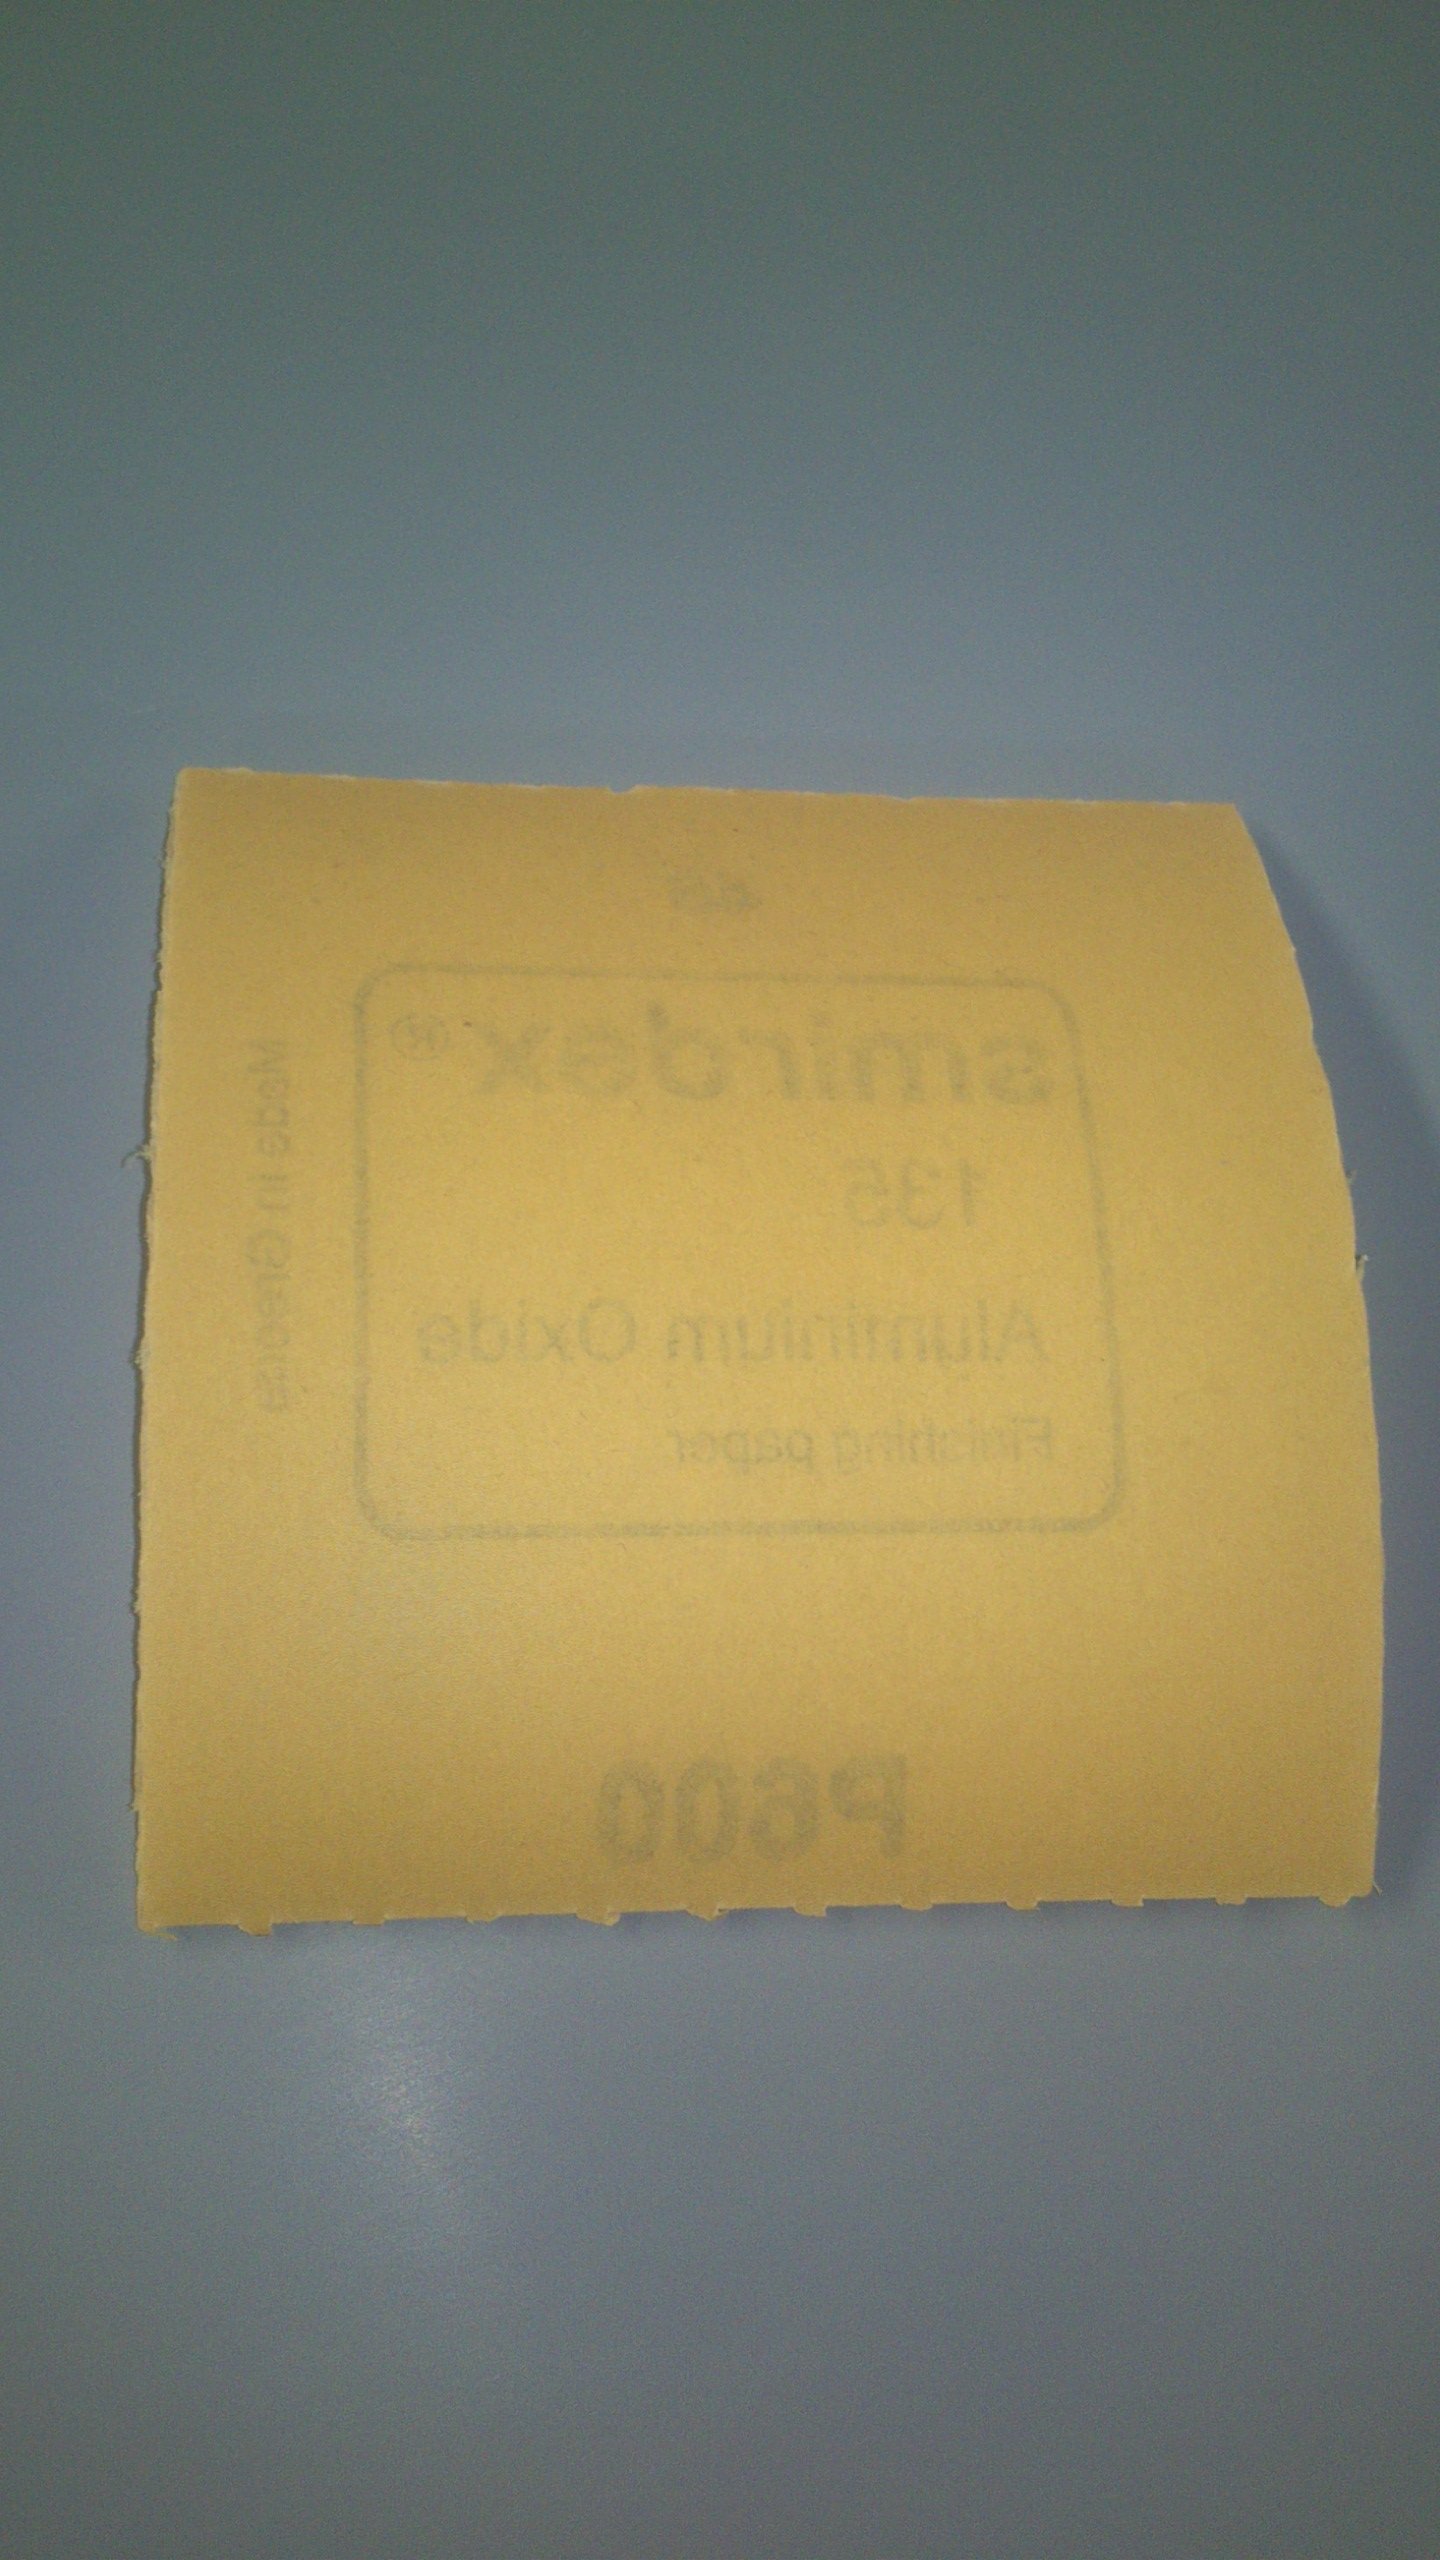 smirdex ®
135
Aluminium Oxide
Finishing paper
P600
Made in Greece